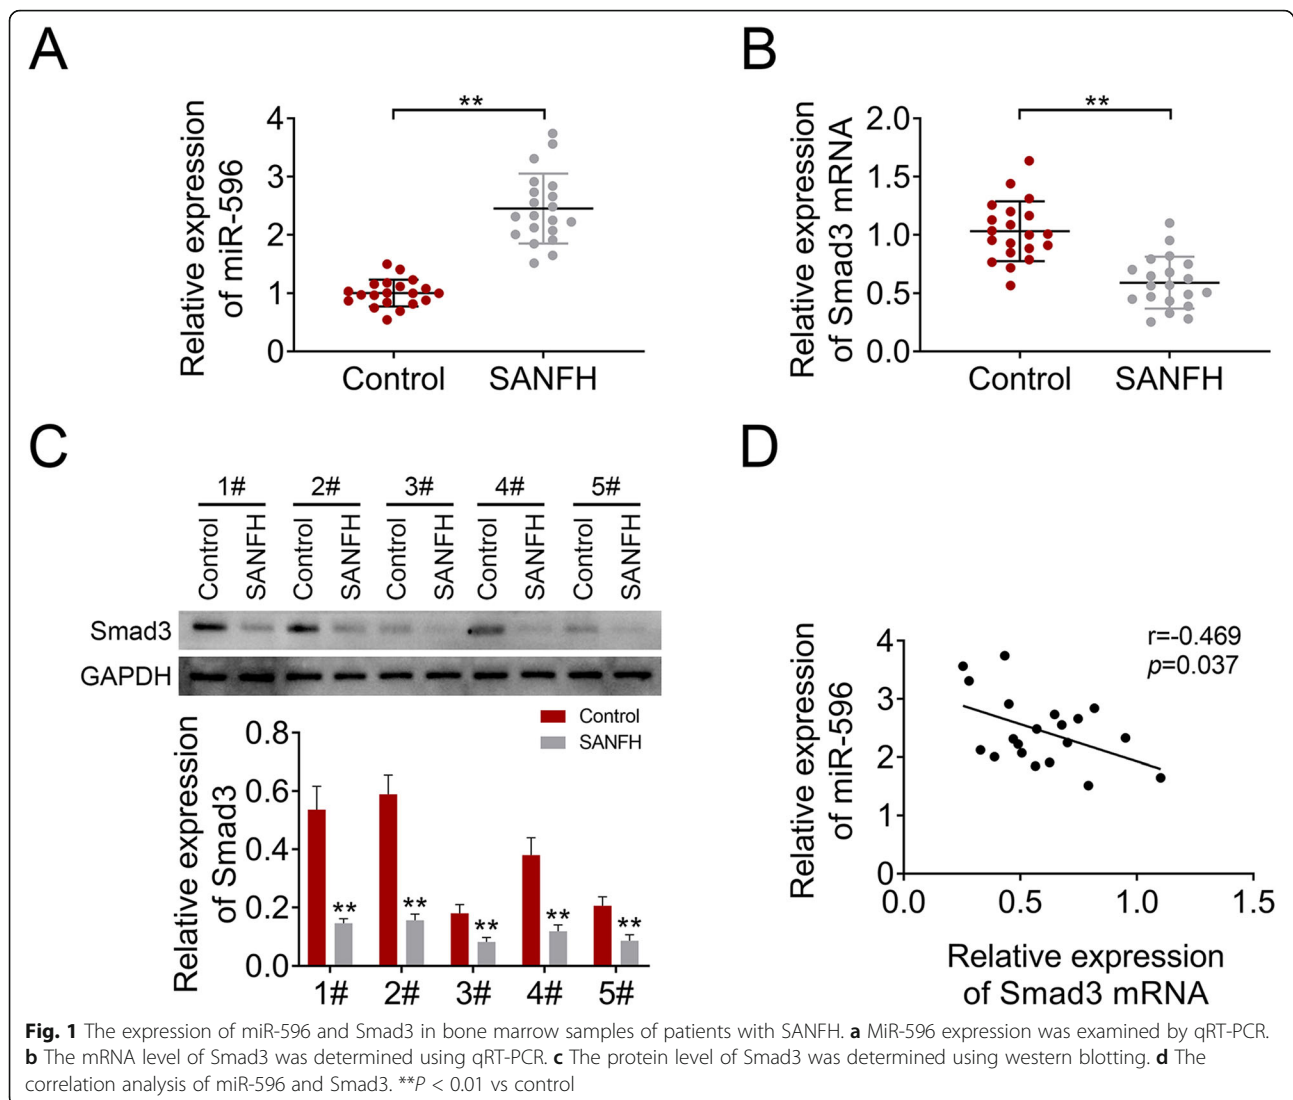 A
Relative expression
of miR-596
4
3
2
1
0
**
Control
SANFH
B
Relative expression
of Smad3 mRNA
2.0
1.5
1.0
0.5
0.0
**
Control
SANFH
C
1# 2# 3# 4# 5#
Control SANFH Control SANFH Control SANFH Control SANFH Control SANFH
Smad3
GAPDH
Relative expression
of Smad3
0.8
0.6
0.4
0.2
0.0
Control
SANFH
** ** ** ** **
1# 2# 3# 4# 5#
D
Relative expression
of miR-596
4
3
2
1
0
r=-0.469
p=0.037
0.0 0.5 1.0 1.5
Relative expression
of Smad3 mRNA
Fig. 1 The expression of miR-596 and Smad3 in bone marrow samples of patients with SANFH. a MiR-596 expression was examined by qRT-PCR.
b The mRNA level of Smad3 was determined using qRT-PCR. c The protein level of Smad3 was determined using western blotting. d The
correlation analysis of miR-596 and Smad3. **P < 0.01 vs control